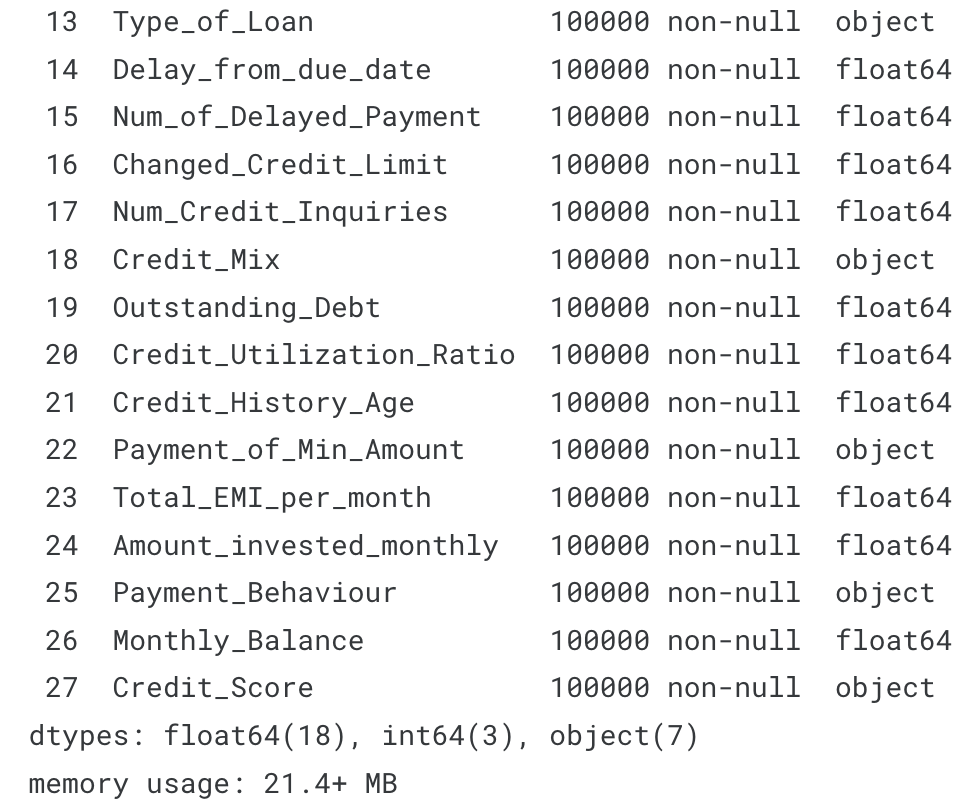 13 Type_of_Loan 100000 non-null object
14 Delay_from_due_date 100000 non-null float64
15 Num_of_Delayed_Payment 100000 non-null float64
16 Changed_Credit_Limit 100000 non-null float64
17 Num_Credit_Inquiries 100000 non-null float64
18 Credit_Mix 100000 non-null object
19 Outstanding_Debt 100000 non-null float64
20 Credit_Utilization_Ratio 100000 non-null float64
21 Credit_History_Age 100000 non-null float64
22 Payment_of_Min_Amount 100000 non-null object
23 Total_EMI_per_month 100000 non-null float64
24 Amount_invested_monthly 100000 non-null float64
25 Payment_Behaviour 100000 non-null object
26 Monthly_Balance 100000 non-null float64
27 Credit_Score 100000 non-null object
dtypes: float64(18), int64(3), object(7)
memory usage: 21.4+ MB